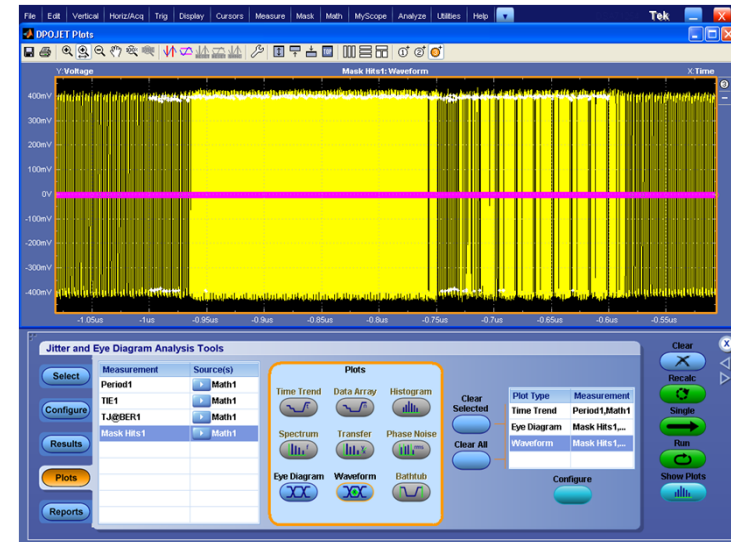 File Edit Vertical Horiz/Acq Trig Display Cursors Measure Mask Math MyScope Analyze Utilities Help Tek
DPOJET Plots
Y:Voltage Mask Hits1: Waveform X:Time
400mV
300mV
200mV
100mV
0V
-100mV
-200mV
-300mV
-400mV
-1.05us -1us -0.95us -0.9us -0.85us -0.8us -0.75us -0.7us -0.65us -0.6us -0.55us
Jitter and Eye Diagram Analysis Tools
Select
Configure
Results
Plots
Reports
Measurement Source(s)
Period1 Math1
TIE1 Math1
TJ@BER1 Math1
Mask Hits1 Math1
Plots
Time Trend Data Array Histogram
Spectrum Transfer Phase Noise
Eye Diagram Waveform Bathtub
Clear Selected
Clear All
Plot Type Measurement
Time Trend Period1,Math1
Eye Diagram Mask Hits1,...
Waveform Mask Hits1,...
Configure
Clear
Recalc
Single
Run
Show Plots